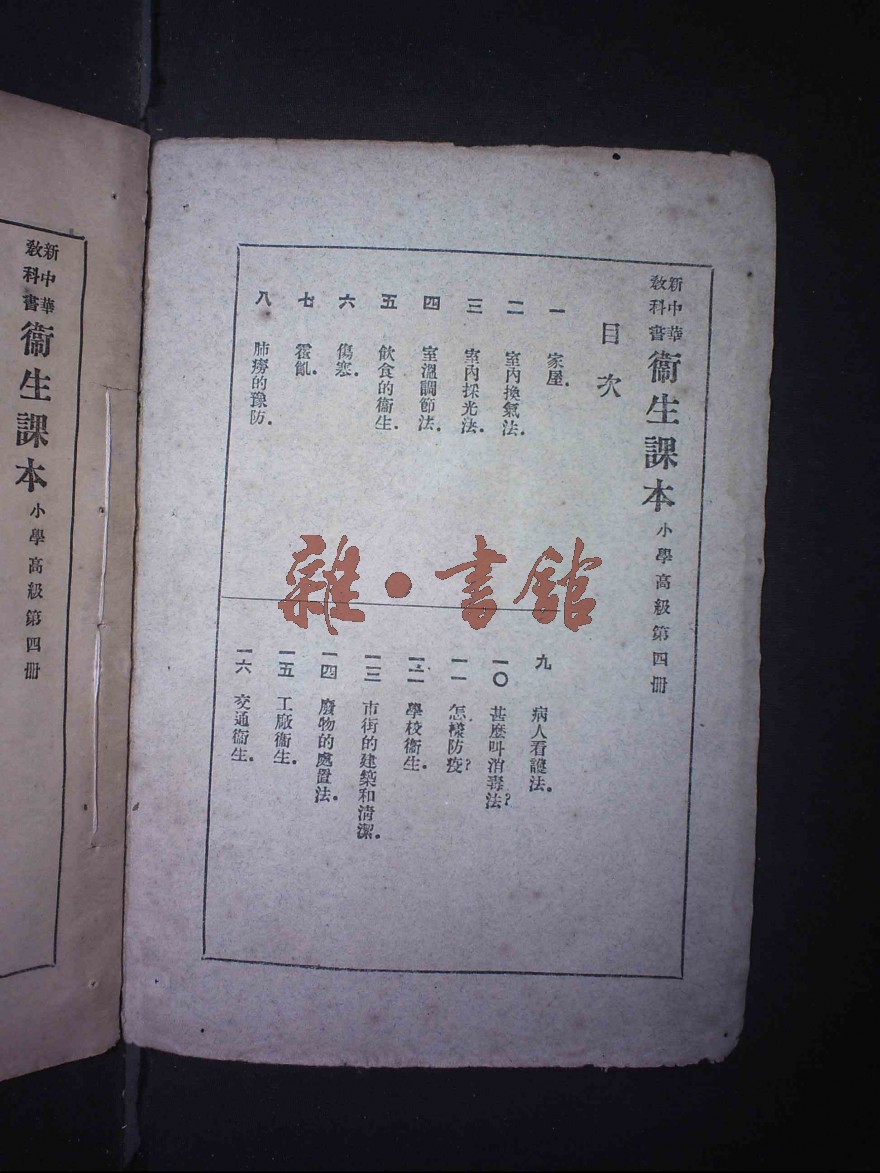 新中華教科書 衞生課本 小學高級第四冊
目次
一 家屋.
二 室內換氣法.
三 室內採光法.
四 室溫調節法.
五 飲食的衞生.
六 傷寒.
七 霍亂.
八 肺癆的豫防.
九 病人看護法.
一〇 甚麼叫消毒法?
一一 怎樣防疫?
一二 學校衞生.
一三 市街的建築和清潔.
一四 廢物的處置法.
一五 工廠衞生.
一六 交通衞生.
雜·書館
新中華教科書 衞生課本 小學高級第四冊